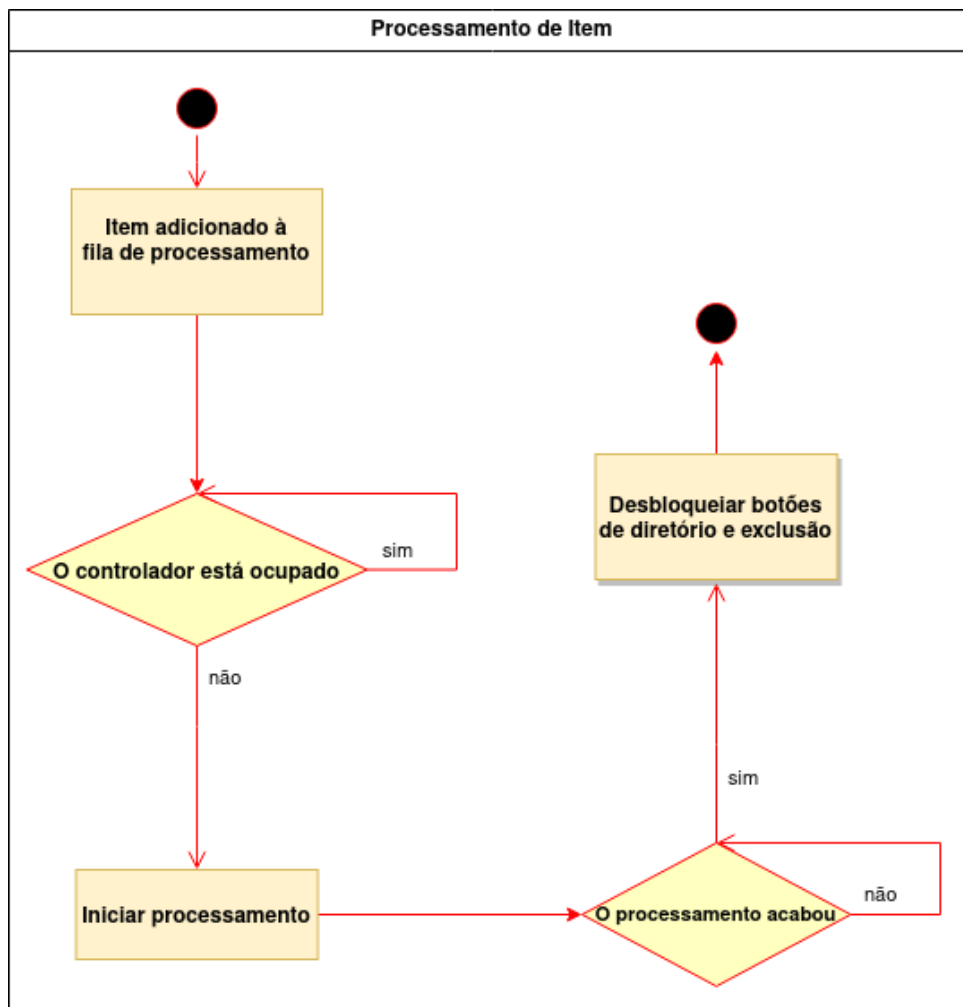 Processamento de Item
Item adicionado à
fila de processamento
O controlador está ocupado
sim
não
Iniciar processamento
O processamento acabou
não
sim
Desbloqueiar botões
de diretório e exclusão